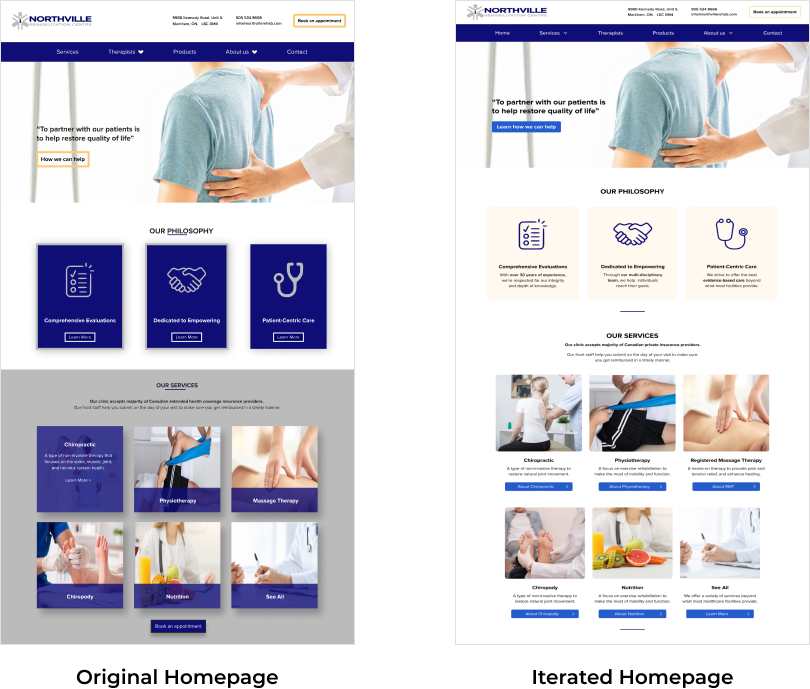 NORTHVILLE
REHABILITATION CENTRE
9980 Kennedy Road, Unit 5,
Markham, ON, L6C 0M4
905 534 8666
info@northvillerehab.com
Book an appointment
Services
Therapists
Products
About us
Contact
“To partner with our patients is
to help restore quality of life”
How we can help
OUR PHILOSOPHY
Comprehensive Evaluations
Learn More
Dedicated to Empowering
Learn More
Patient-Centric Care
Learn More
OUR SERVICES
Our clinic accepts majority of Canadian extended health coverage insurance providers.
Our front staff help you submit on the day of your visit to make sure you get reimbursed in a timely manner.
Chiropractic
A type of non-invasive therapy that
focuses on the spine, muscle, joint,
and nervous system health.
Learn More >
Physiotherapy
Massage Therapy
Chiropody
Nutrition
See All
Book an appointment
Original Homepage
NORTHVILLE
REHABILITATION CENTRE
9980 Kennedy Road, Unit 5,
Markham, ON, L6C 0M4
905 534 8666
info@northvillerehab.com
Book an appointment
Home
Services
Therapists
Products
About us
Contact
“To partner with our patients is
to help restore quality of life”
Learn how we can help
OUR PHILOSOPHY
Comprehensive Evaluations
With over 30 years of experience,
we're respected for our integrity
and depth of knowledge.
Dedicated to Empowering
Through our multi-disciplinary
team, we help individuals
reach their goals.
Patient-Centric Care
We strive to offer the best
evidence-based care beyond
what most facilities provide.
OUR SERVICES
Our clinic accepts majority of Canadian private insurance providers.
Our front staff help you submit on the day of your visit to make sure
you get reimbursed in a timely manner.
Chiropractic
A type of non-invasive therapy to
restore natural joint movement.
About Chiropractic >
Physiotherapy
A focus on exercise rehabilitation to
make the most of mobility and function.
About Physiotherapy >
Registered Massage Therapy
A hands-on therapy to provide pain and
tension relief, and enhance healing.
About RMT >
Chiropody
A type of non-invasive therapy to
restore natural joint movement.
About Chiropody >
Nutrition
A focus on exercise rehabilitation to
make the most of mobility and function.
About Nutrition >
See All
We offer a variety of services beyond
what most healthcare facilities provide.
Learn More >
Iterated Homepage